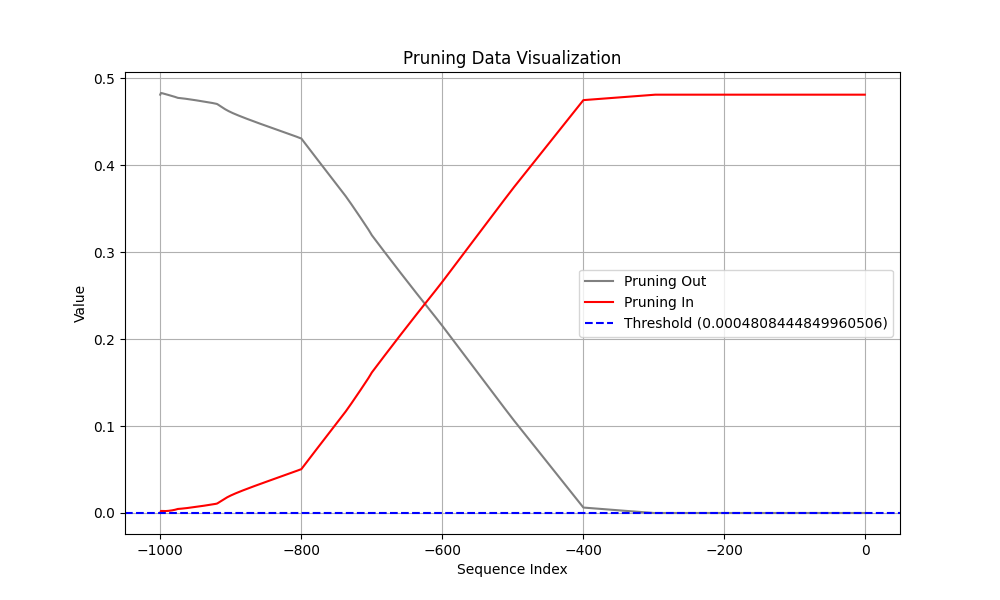 Pruning Data Visualization
Value
0.5
0.4
0.3
0.2
0.1
0.0
Pruning Out
Pruning In
Threshold (0.0004808444849960506)
−1000
−800
−600
−400
−200
0
Sequence Index